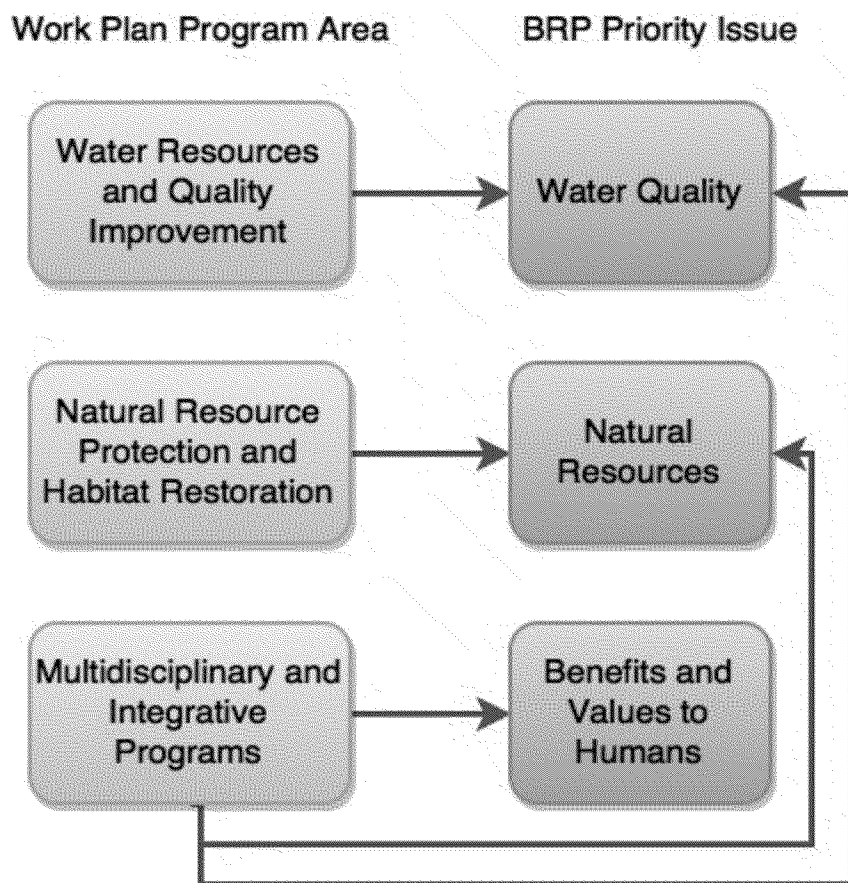 Work Plan Program Area
BRP Priority Issue
Water Resources
and Quality
Improvement
Water Quality
Natural Resource
Protection and
Habitat Restoration
Natural
Resources
Multidisciplinary and
Integrative
Programs
Benefits and
Values to
Humans